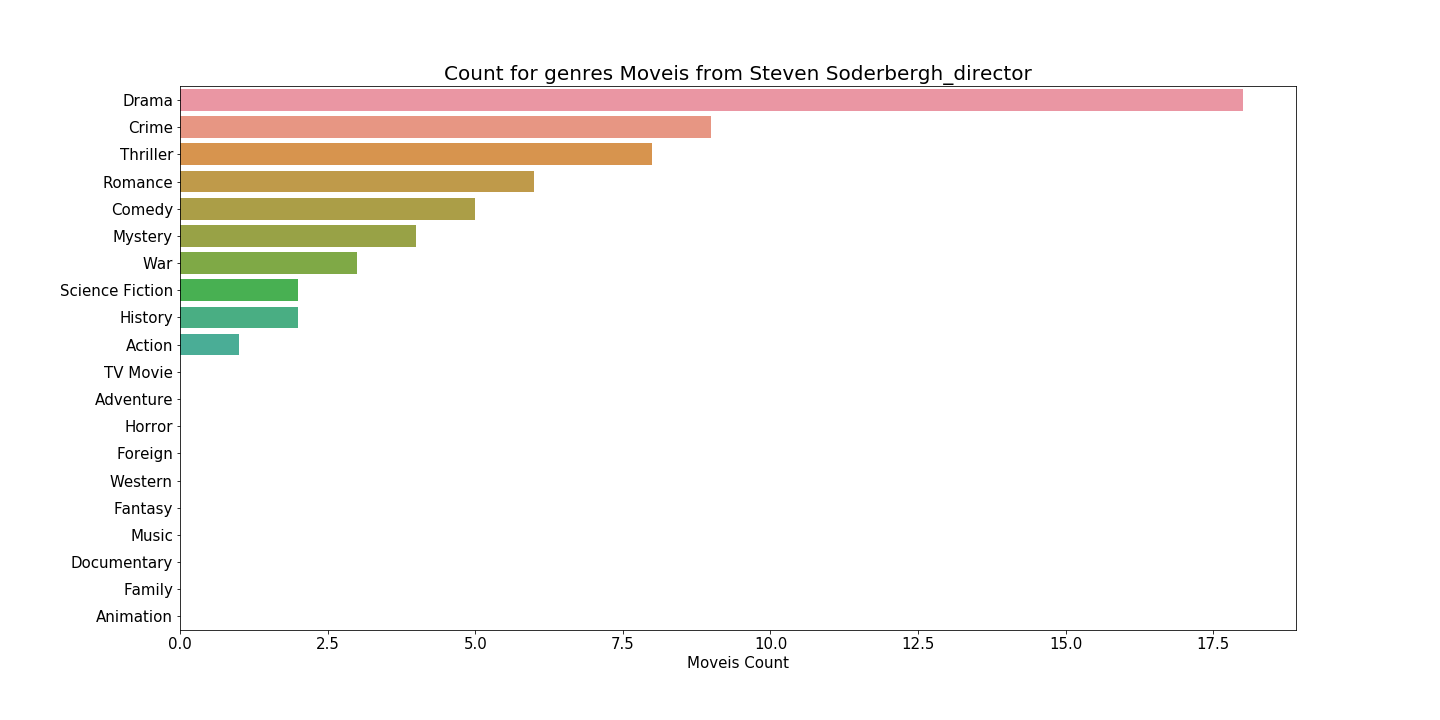 Count for genres Moveis from Steven Soderbergh_director
Drama
Crime
Thriller
Romance
Comedy
Mystery
War
Science Fiction
History
Action
TV Movie
Adventure
Horror
Foreign
Western
Fantasy
Music
Documentary
Family
Animation
0.0 2.5 5.0 7.5 10.0 12.5 15.0 17.5
Moveis Count